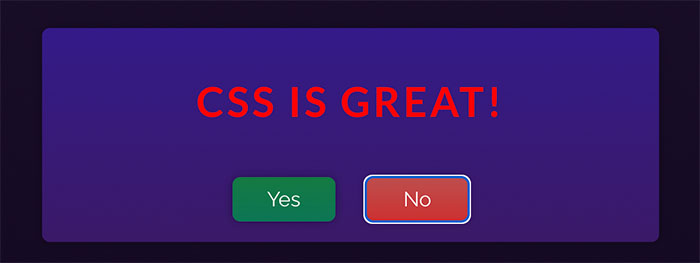 CSS IS GREAT!
Yes No